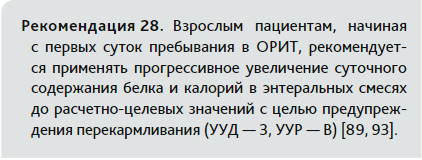 Рекомендация 28. Взрослым пациентам, начиная
с первых суток пребывания в ОРИТ, рекомендует-
ся применять прогрессивное увеличение суточного
содержания белка и калорий в энтеральных смесях
до расчетно-целевых значений с целью предупреж-
дения перекармливания (УУД — 3, УУР — B) [89, 93].